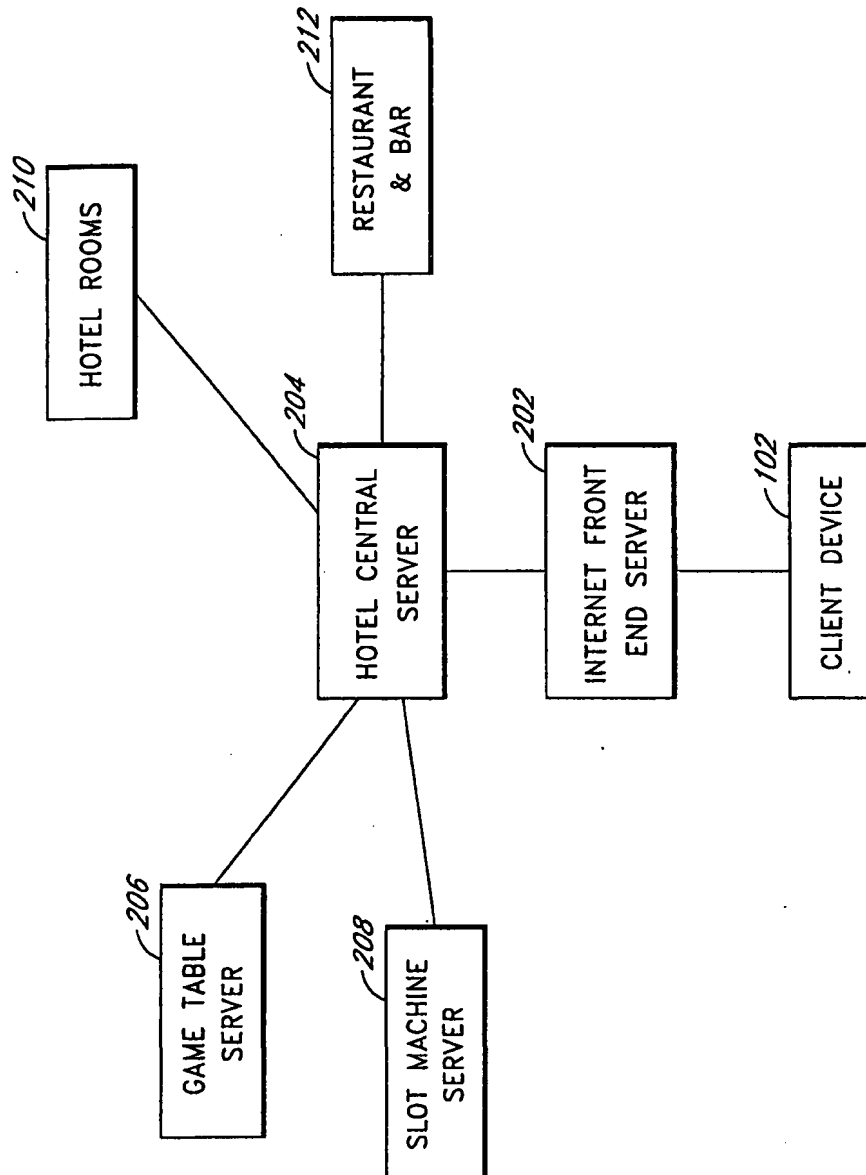 210
HOTEL ROOMS
212
RESTAURANT
& BAR
204
HOTEL CENTRAL
SERVER
206
GAME TABLE
SERVER
208
SLOT MACHINE
SERVER
202
INTERNET FRONT
END SERVER
102
CLIENT DEVICE